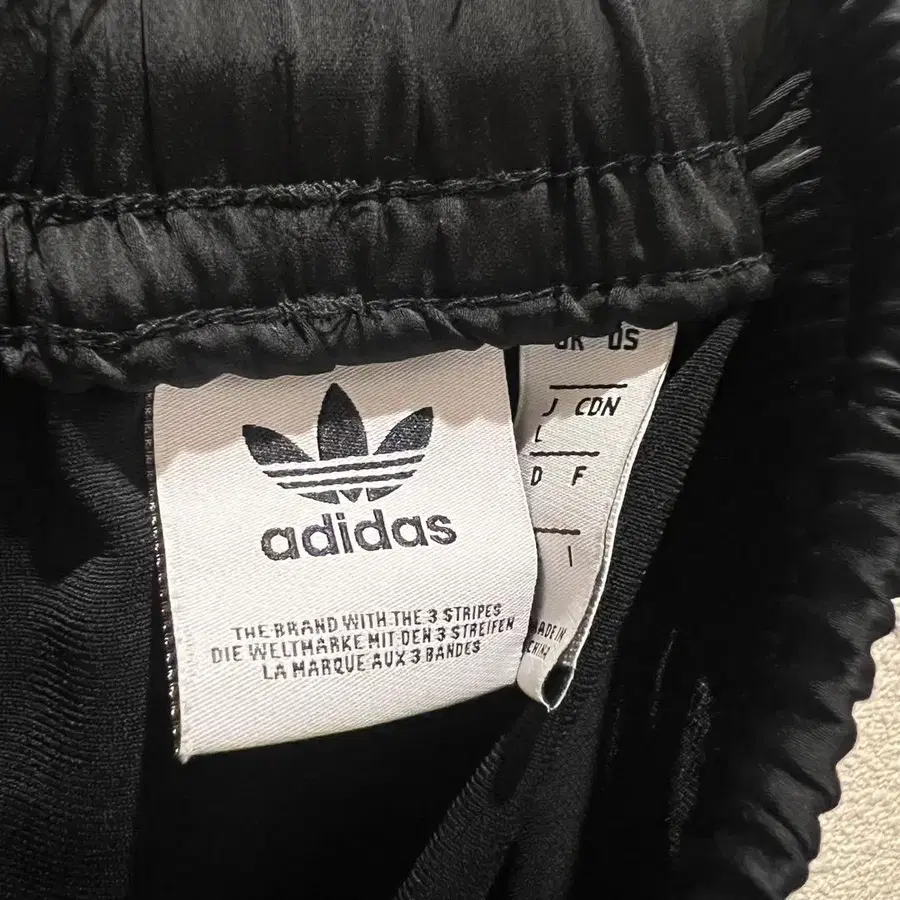 adidas
THE BRAND WITH THE 3 STRIPES
DIE WELTMARKE MIT DEN 3 STREIFEN
LA MARQUE AUX 3 BANDES
US
J CDN
L
D F
I
MADE IN
CHINA